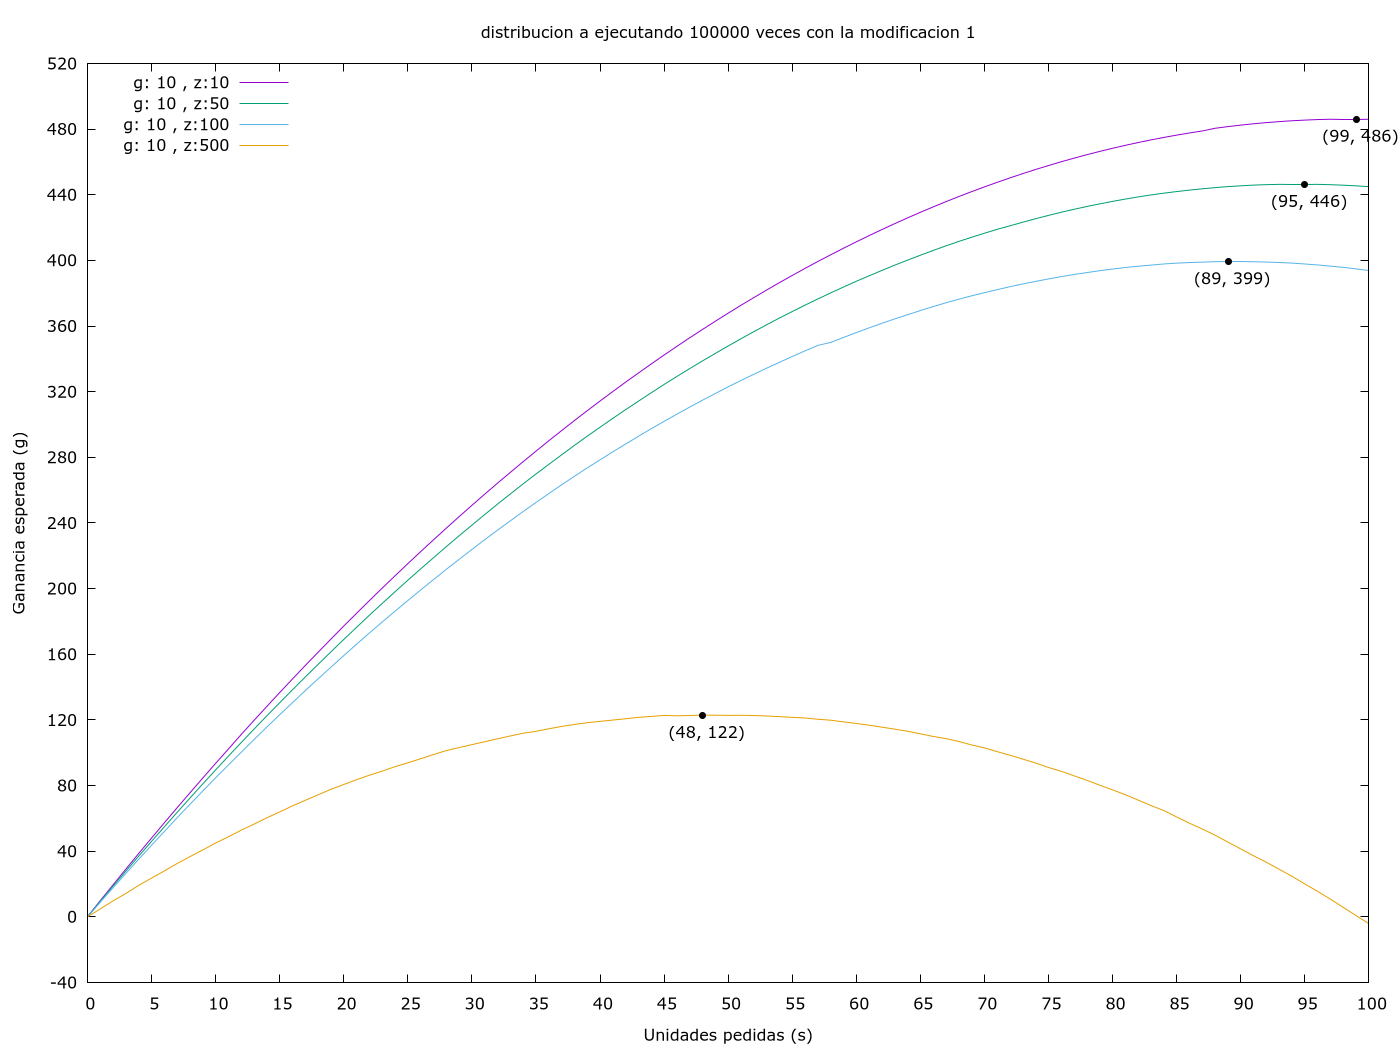 distribucion a ejecutando 100000 veces con la modificacion 1
520
480
440
400
360
320
280
240
200
160
120
80
40
0
-40
g: 10 , z:10
g: 10 , z:50
g: 10 , z:100
g: 10 , z:500
(99, 486)
(95, 446)
(89, 399)
(48, 122)
Ganancia esperada (g)
0 5 10 15 20 25 30 35 40 45 50 55 60 65 70 75 80 85 90 95 100
Unidades pedidas (s)